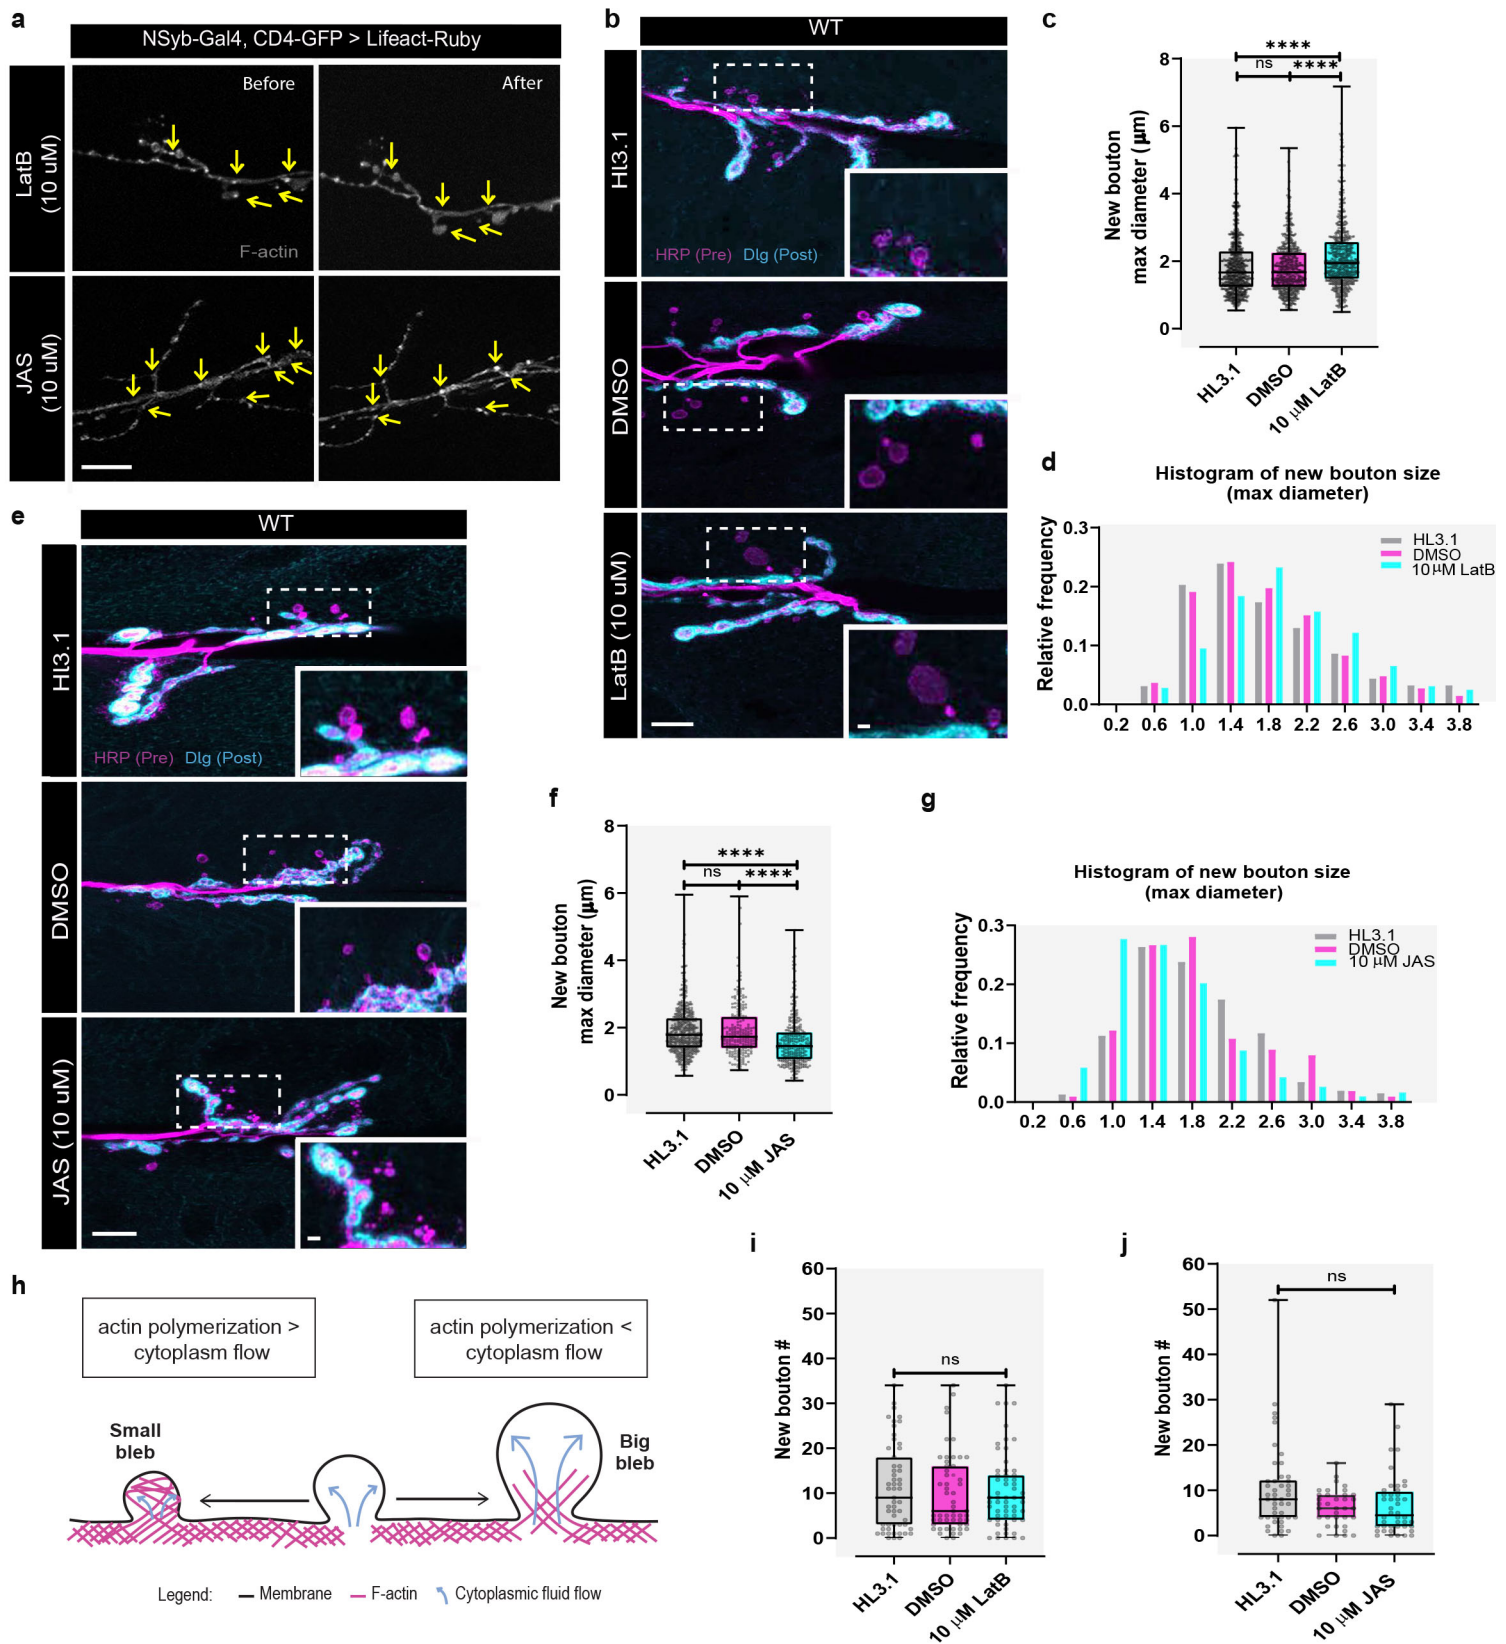 a
NSyb-Gal4, CD4-GFP > Lifeact-Ruby
Before
After
LatB
(10 uM)
F-actin
JAS
(10 uM)
b
WT
Hl3.1
HRP (Pre) Dlg (Post)
DMSO
LatB (10 uM)
c
****
ns
****
New bouton
max diameter (µm)
8
6
4
2
0
HL3.1
DMSO
10 µM LatB
d
Histogram of new bouton size
(max diameter)
Relative frequency
0.3
0.2
0.1
0.0
HL3.1
DMSO
10µM LatB
0.2 0.6 1.0 1.4 1.8 2.2 2.6 3.0 3.4 3.8
e
WT
Hl3.1
HRP (Pre) Dlg (Post)
DMSO
JAS (10 uM)
f
****
ns
****
New bouton
max diameter (µm)
8
6
4
2
0
HL3.1
DMSO
10 µM JAS
g
Histogram of new bouton size
(max diameter)
Relative frequency
0.3
0.2
0.1
0.0
HL3.1
DMSO
10 µM JAS
0.2 0.6 1.0 1.4 1.8 2.2 2.6 3.0 3.4 3.8
h
actin polymerization >
cytoplasm flow
actin polymerization <
cytoplasm flow
Small
bleb
Big
bleb
Legend: Membrane F-actin Cytoplasmic fluid flow
i
ns
New bouton #
60
50
40
30
20
10
0
HL3.1
DMSO
10 µM LatB
j
ns
New bouton #
60
50
40
30
20
10
0
HL3.1
DMSO
10 µM JAS